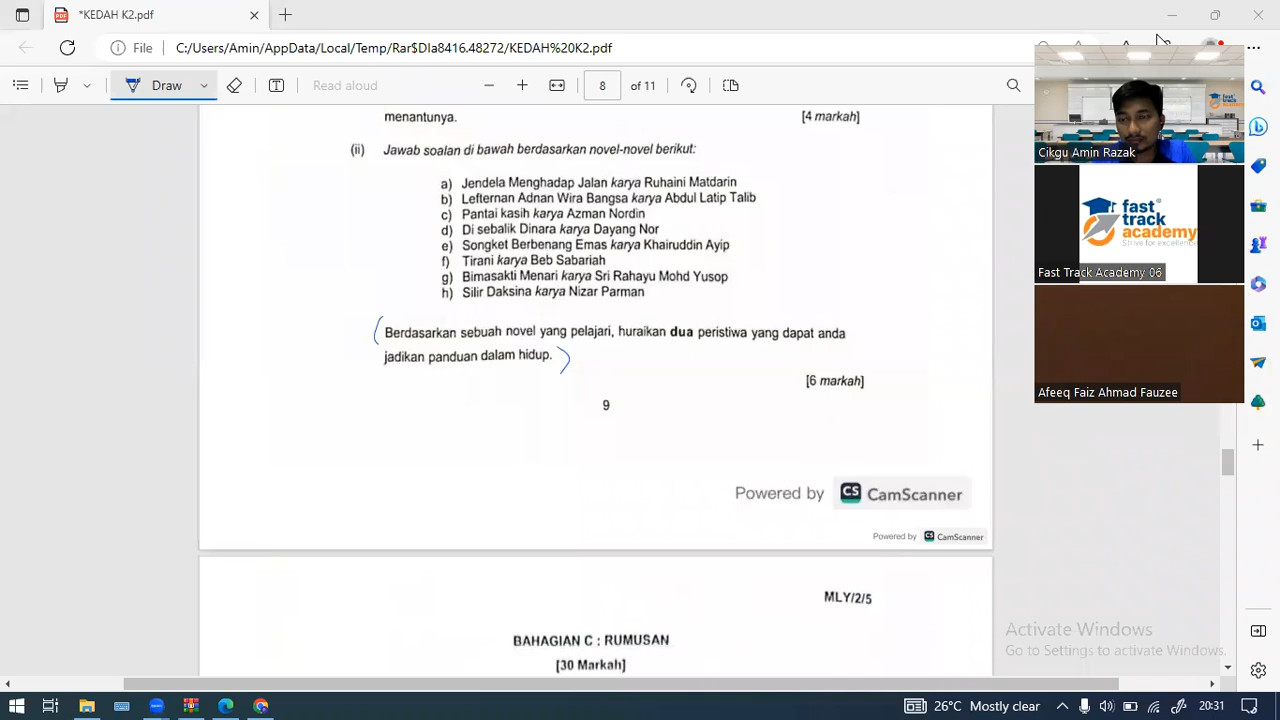 *KEDAH K2.pdf
File
C:/Users/Amin/AppData/Local/Temp/Rar$DIa8416.48272/KEDAH%20K2.pdf
Draw
Read aloud
8
of 11
menantunya.
[4 markah]
(ii) Jawab soalan di bawah berdasarkan novel-novel berikut:
a) Jendela Menghadap Jalan karya Ruhaini Matdarin
b) Lefternan Adnan Wira Bangsa karya Abdul Latip Talib
c) Pantai kasih karya Azman Nordin
d) Di sebalik Dinara karya Dayang Nor
e) Songket Berbenang Emas karya Khairuddin Ayip
f) Tirani karya Beb Sabariah
g) Bimasakti Menari karya Sri Rahayu Mohd Yusop
h) Silir Daksina karya Nizar Parman
Berdasarkan sebuah novel yang pelajari, huraikan dua peristiwa yang dapat anda
jadikan panduan dalam hidup.
[6 markah]
9
Powered by CS CamScanner
Powered by CS CamScanner
MLY/2/5
BAHAGIAN C : RUMUSAN
[30 Markah]
Cikgu Amin Razak
fast
track
academy
Strive for excellence
Fast Track Academy 06
Afeeq Faiz Ahmad Fauzee
Activate Windows
Go to Settings to activate Windows.
26°C Mostly clear
20:31